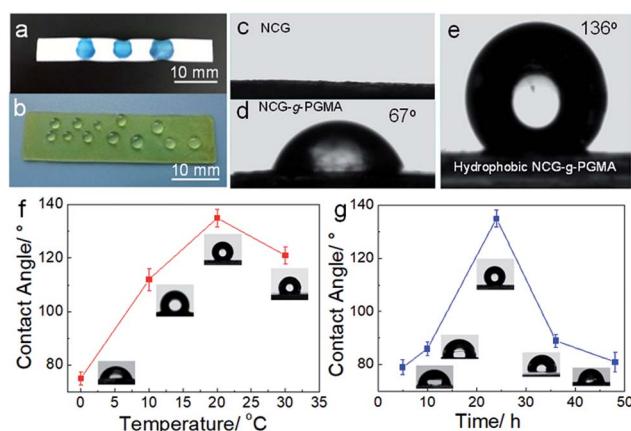 a
10 mm
b
10 mm
c
NCG
d
NCG-g-PGMA
67°
e
136°
Hydrophobic NCG-g-PGMA
f
Contact Angle/ °
140
120
100
80
0 5 10 15 20 25 30 35
Temperature/ °C
g
Contact Angle/ °
140
120
100
80
0 10 20 30 40 50
Time/ h